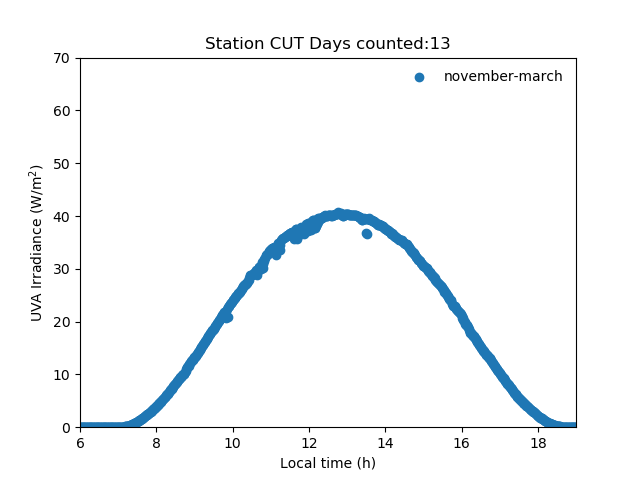 Station CUT Days counted:13
70
60
50
40
30
20
10
0
UVA Irradiance (W/m²)
november-march
6 8 10 12 14 16 18
Local time (h)